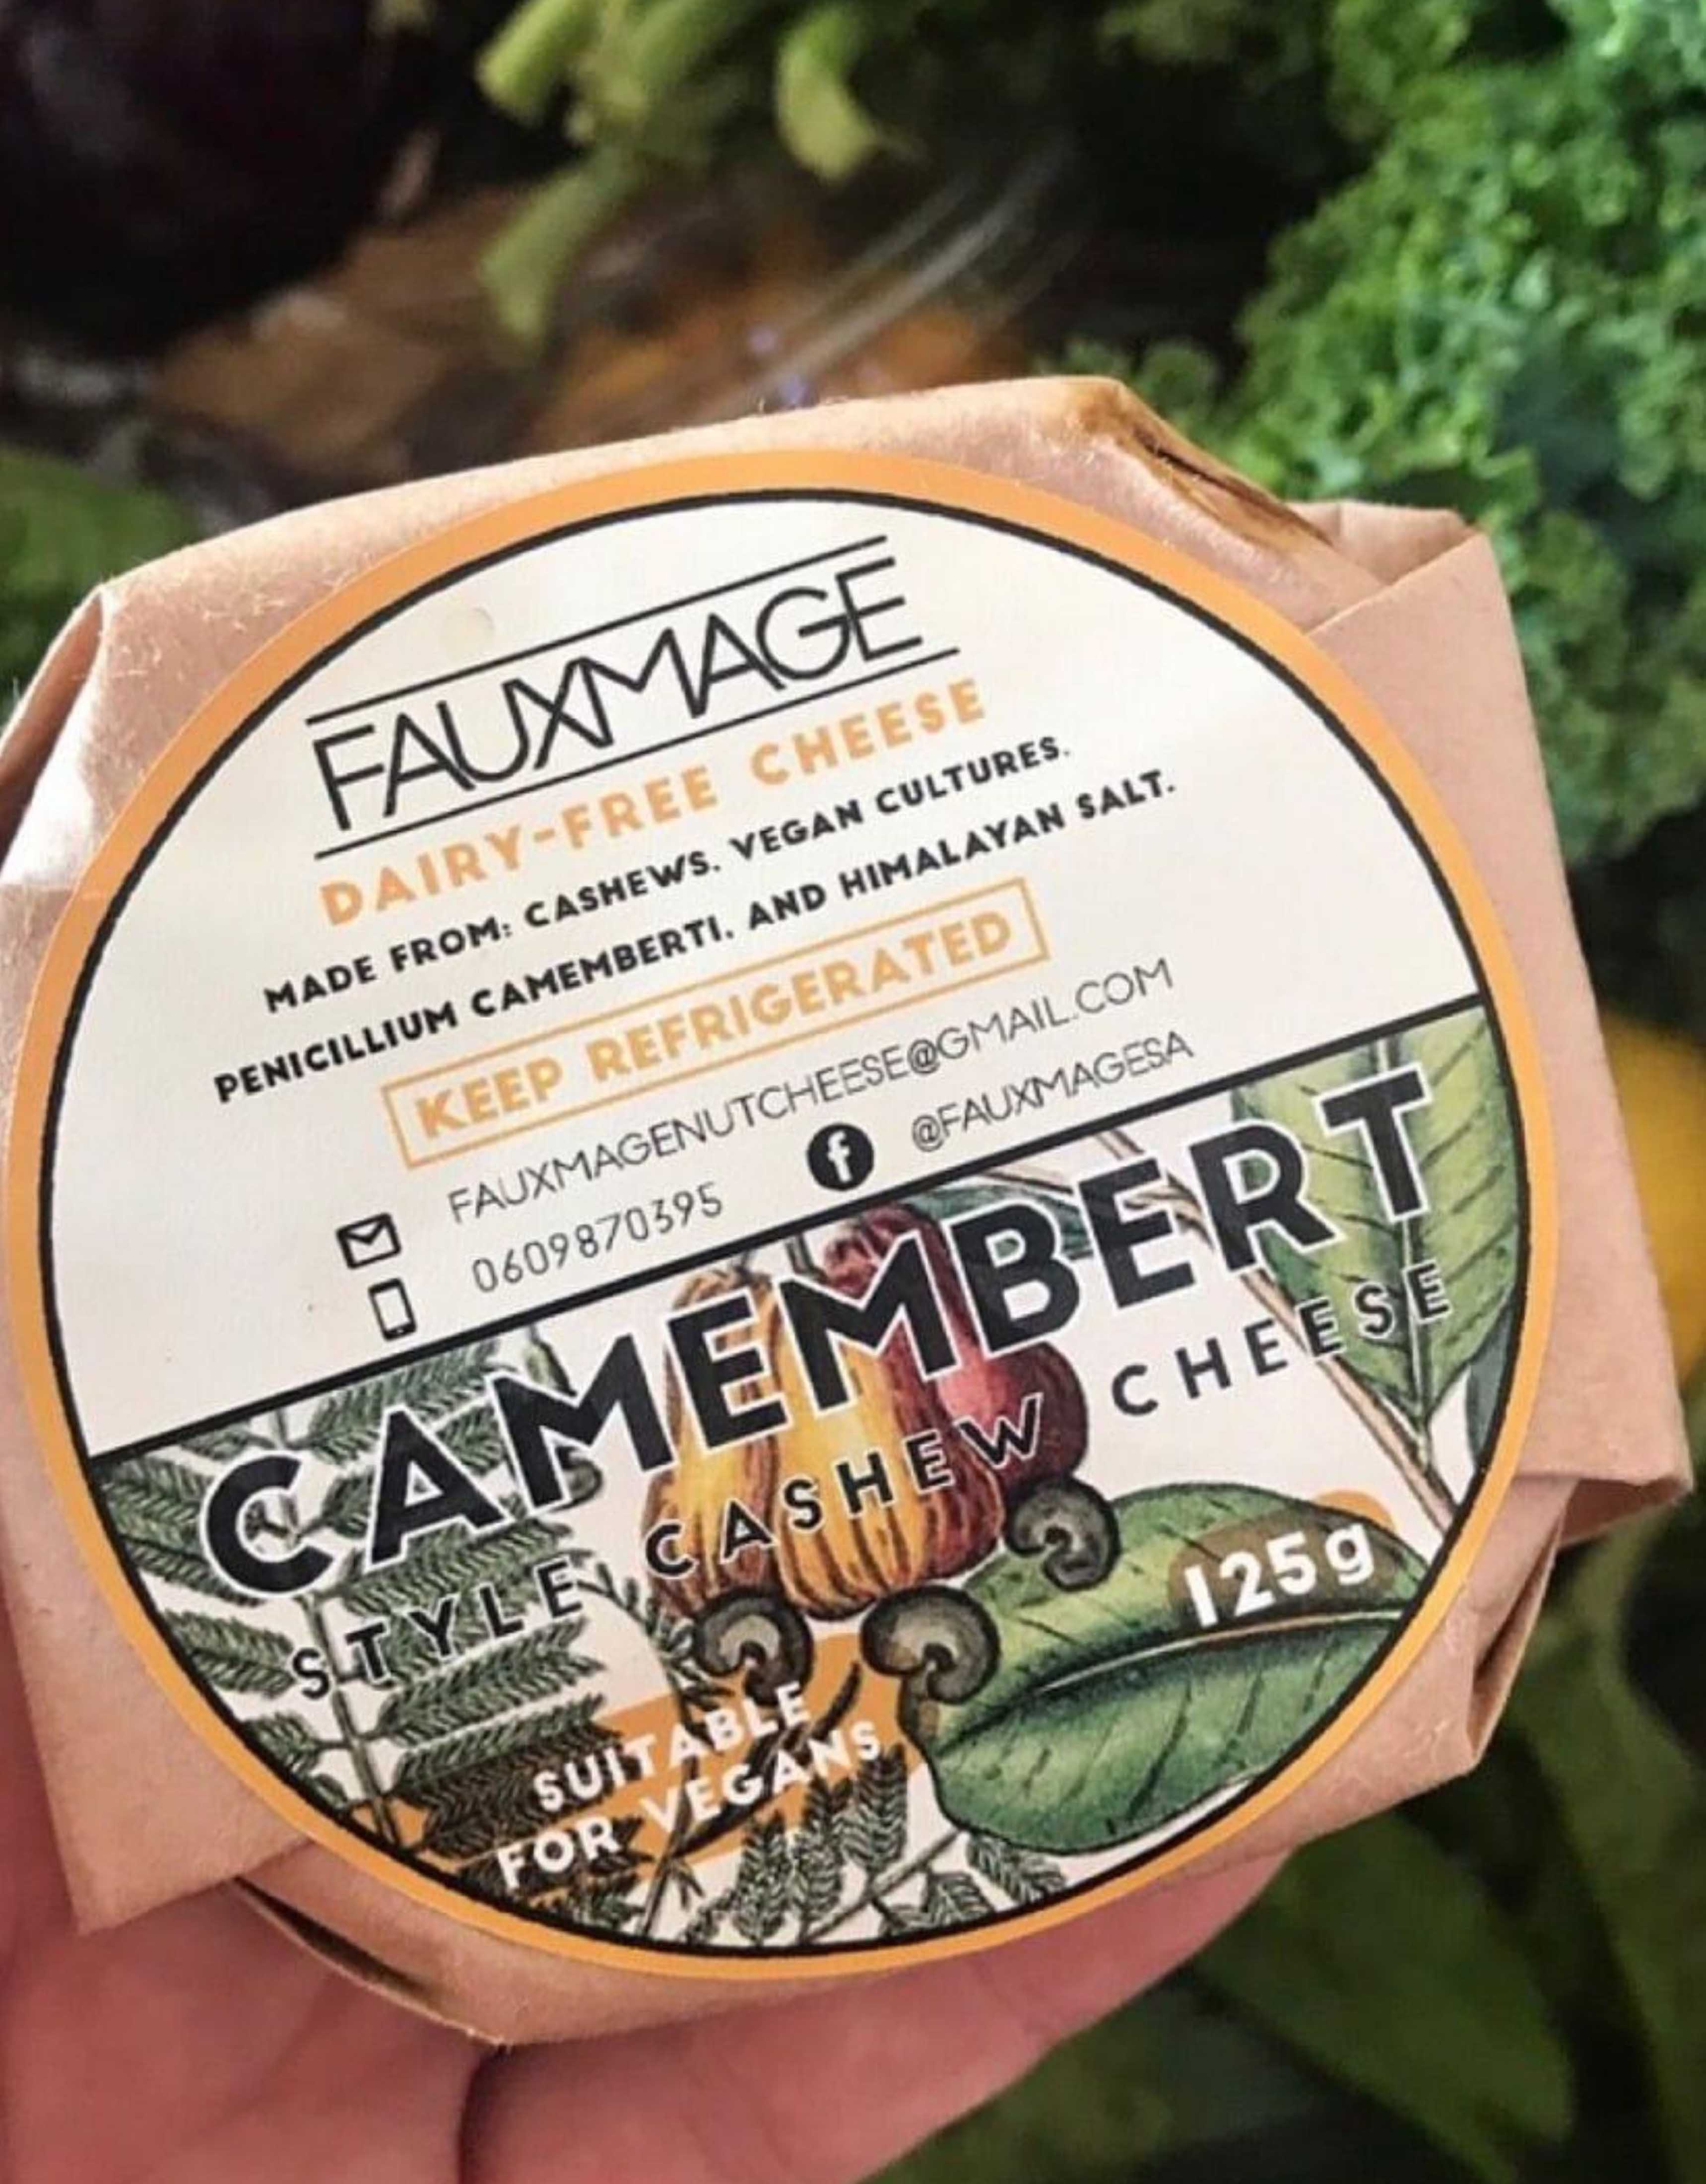 FAUXMAGE
DAIRY-FREE CHEESE
MADE FROM: CASHEWS. VEGAN CULTURES.
PENICILLIUM CAMEMBERTI. AND HIMALAYAN SALT.
KEEP REFRIGERATED
FAUXMAGENUTCHEESE@GMAIL.COM
0609870395 f @FAUXMAGESA
CAMEMBERT
STYLE CASHEW CHEESE
125g
SUITABLE
FOR VEGANS